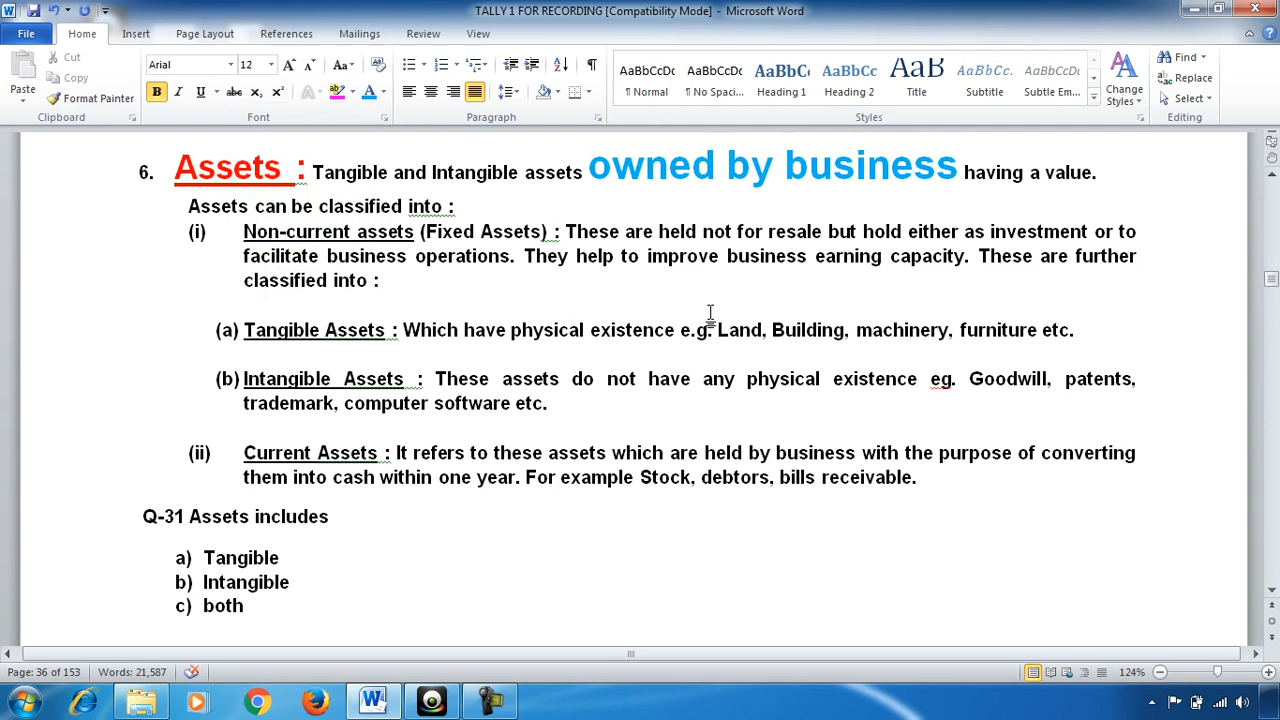 TALLY 1 FOR RECORDING [Compatibility Mode] - Microsoft Word
File Home Insert Page Layout References Mailings Review View
Cut
Copy
Format Painter
Paste
Clipboard
Arial 12
Font
Paragraph
AaBbCcDc AaBbCcDc AaBbCc AaBbCc AaB AaBbCcL AaBbCcDc
¶ Normal ¶ No Spaci... Heading 1 Heading 2 Title Subtitle Subtle Em...
Styles
Change Styles
Find
Replace
Select
Editing
6. Assets : Tangible and Intangible assets owned by business having a value.
Assets can be classified into :
(i) Non-current assets (Fixed Assets) : These are held not for resale but hold either as investment or to
facilitate business operations. They help to improve business earning capacity. These are further
classified into :
(a) Tangible Assets : Which have physical existence e.g. Land, Building, machinery, furniture etc.
(b) Intangible Assets : These assets do not have any physical existence eg. Goodwill, patents,
trademark, computer software etc.
(ii) Current Assets : It refers to these assets which are held by business with the purpose of converting
them into cash within one year. For example Stock, debtors, bills receivable.
Q-31 Assets includes
a) Tangible
b) Intangible
c) both
Page: 36 of 153 Words: 21,587 124%